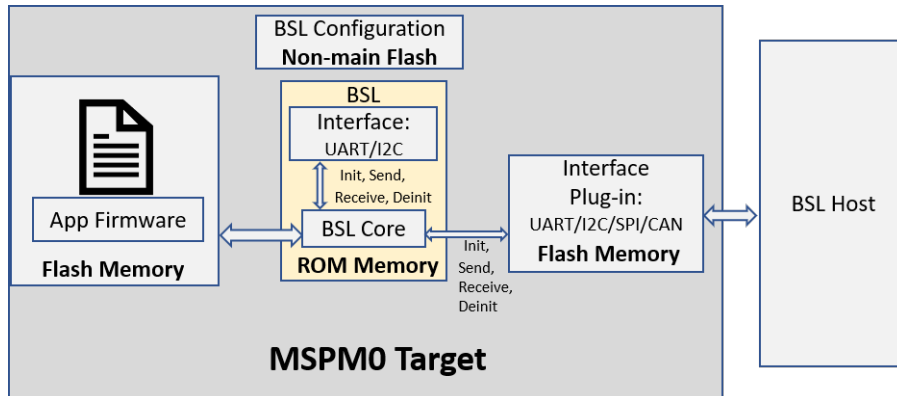 BSL Configuration
Non-main Flash
App Firmware
Flash Memory
BSL
Interface:
UART/I2C
Init, Send,
Receive, Deinit
BSL Core
ROM Memory
Init,
Send,
Receive,
Deinit
Interface
Plug-in:
UART/I2C/SPI/CAN
Flash Memory
BSL Host
MSPM0 Target